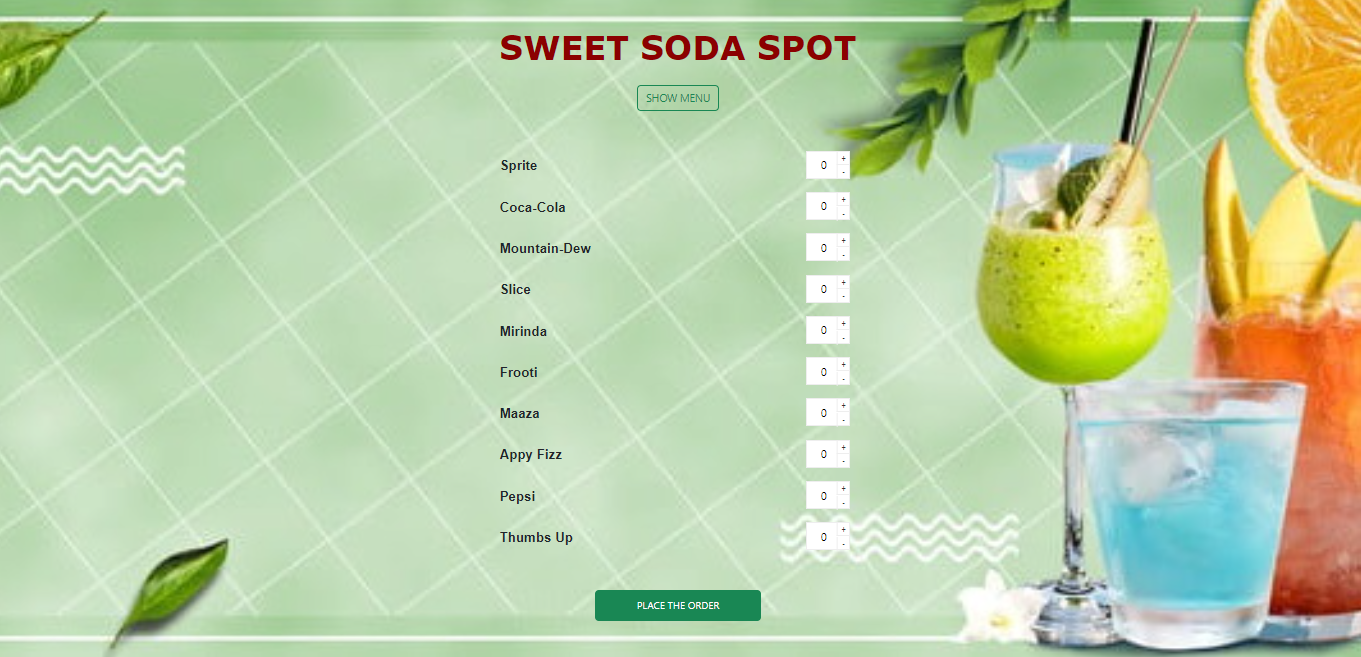 SWEET SODA SPOT
SHOW MENU
Sprite 0 + -
Coca-Cola 0 + -
Mountain-Dew 0 + -
Slice 0 + -
Mirinda 0 + -
Frooti 0 + -
Maaza 0 + -
Appy Fizz 0 + -
Pepsi 0 + -
Thumbs Up 0 + -
PLACE THE ORDER